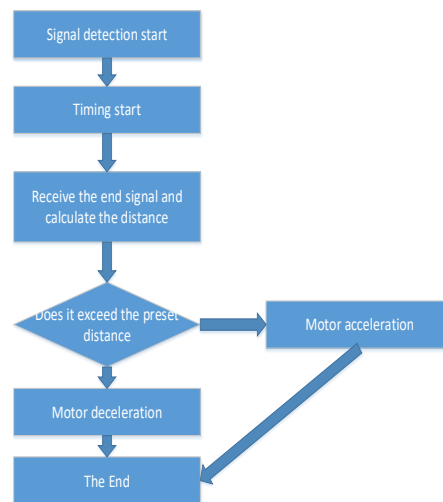 Signal detection start
Timing start
Receive the end signal and
calculate the distance
Does it exceed the preset
distance
Motor acceleration
Motor deceleration
The End